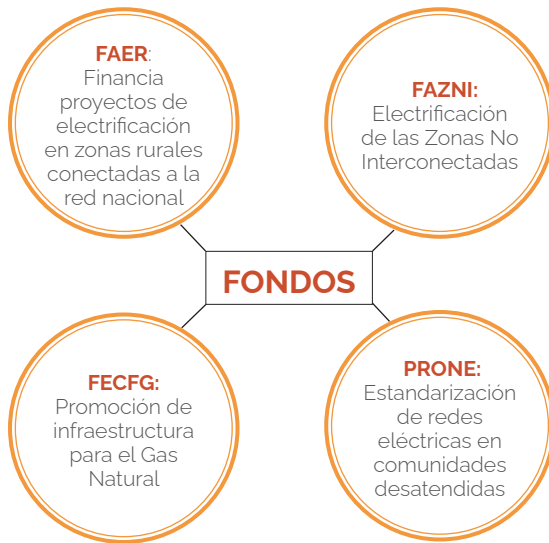 FAER:
Financia
proyectos de
electrificación
en zonas rurales
conectadas a la
red nacional
FAZNI:
Electrificación
de las Zonas No
Interconectadas
FONDOS
FECFG:
Promoción de
infraestructura
para el Gas
Natural
PRONE:
Estandarización
de redes
eléctricas en
comunidades
desatendidas